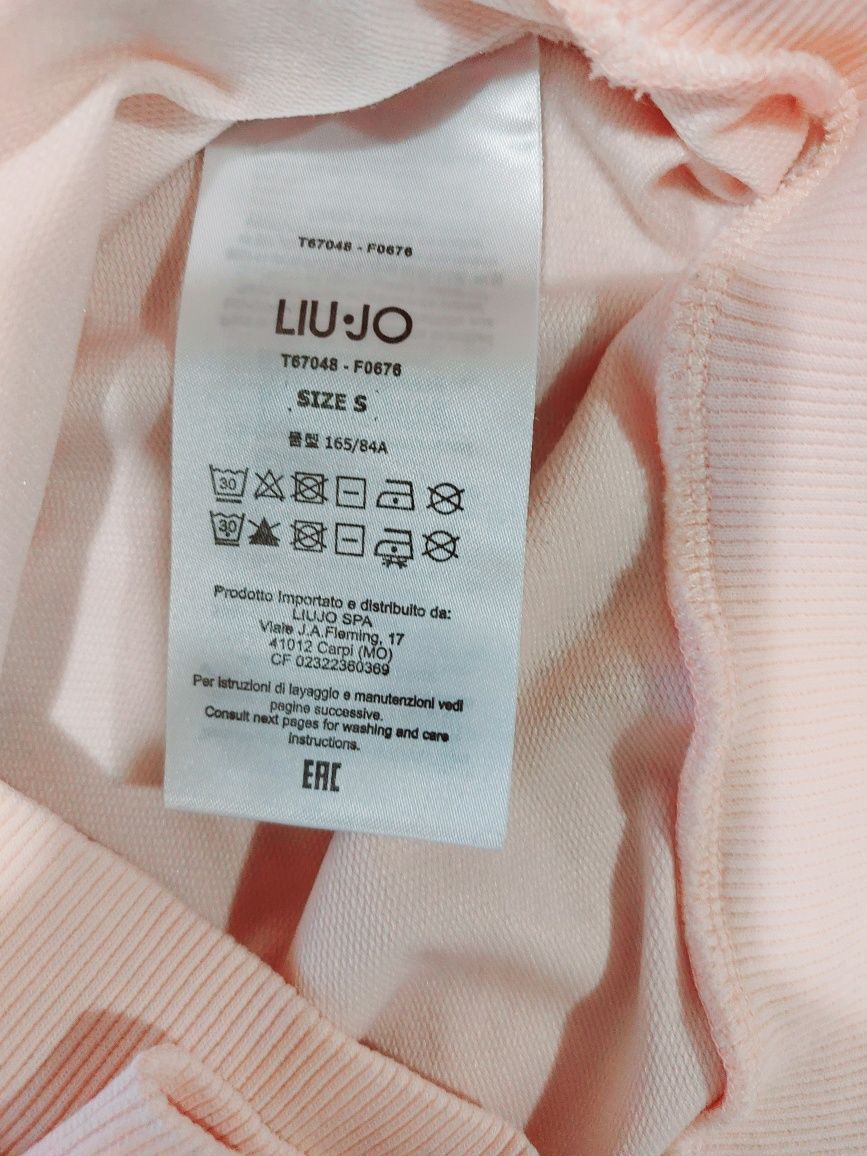 T67048 - F0676
LIU•JO
T67048 - F0676
SIZE S
165/84A
30
30
Prodotto Importato e distribuito da:
LIUJO SPA
Viale J.A.Fleming, 17
41012 Carpi (MO)
CF 02322360369
Per istruzioni di lavaggio e manutenzioni vedi
pagine successive.
Consult next pages for washing and care
instructions.
EAC